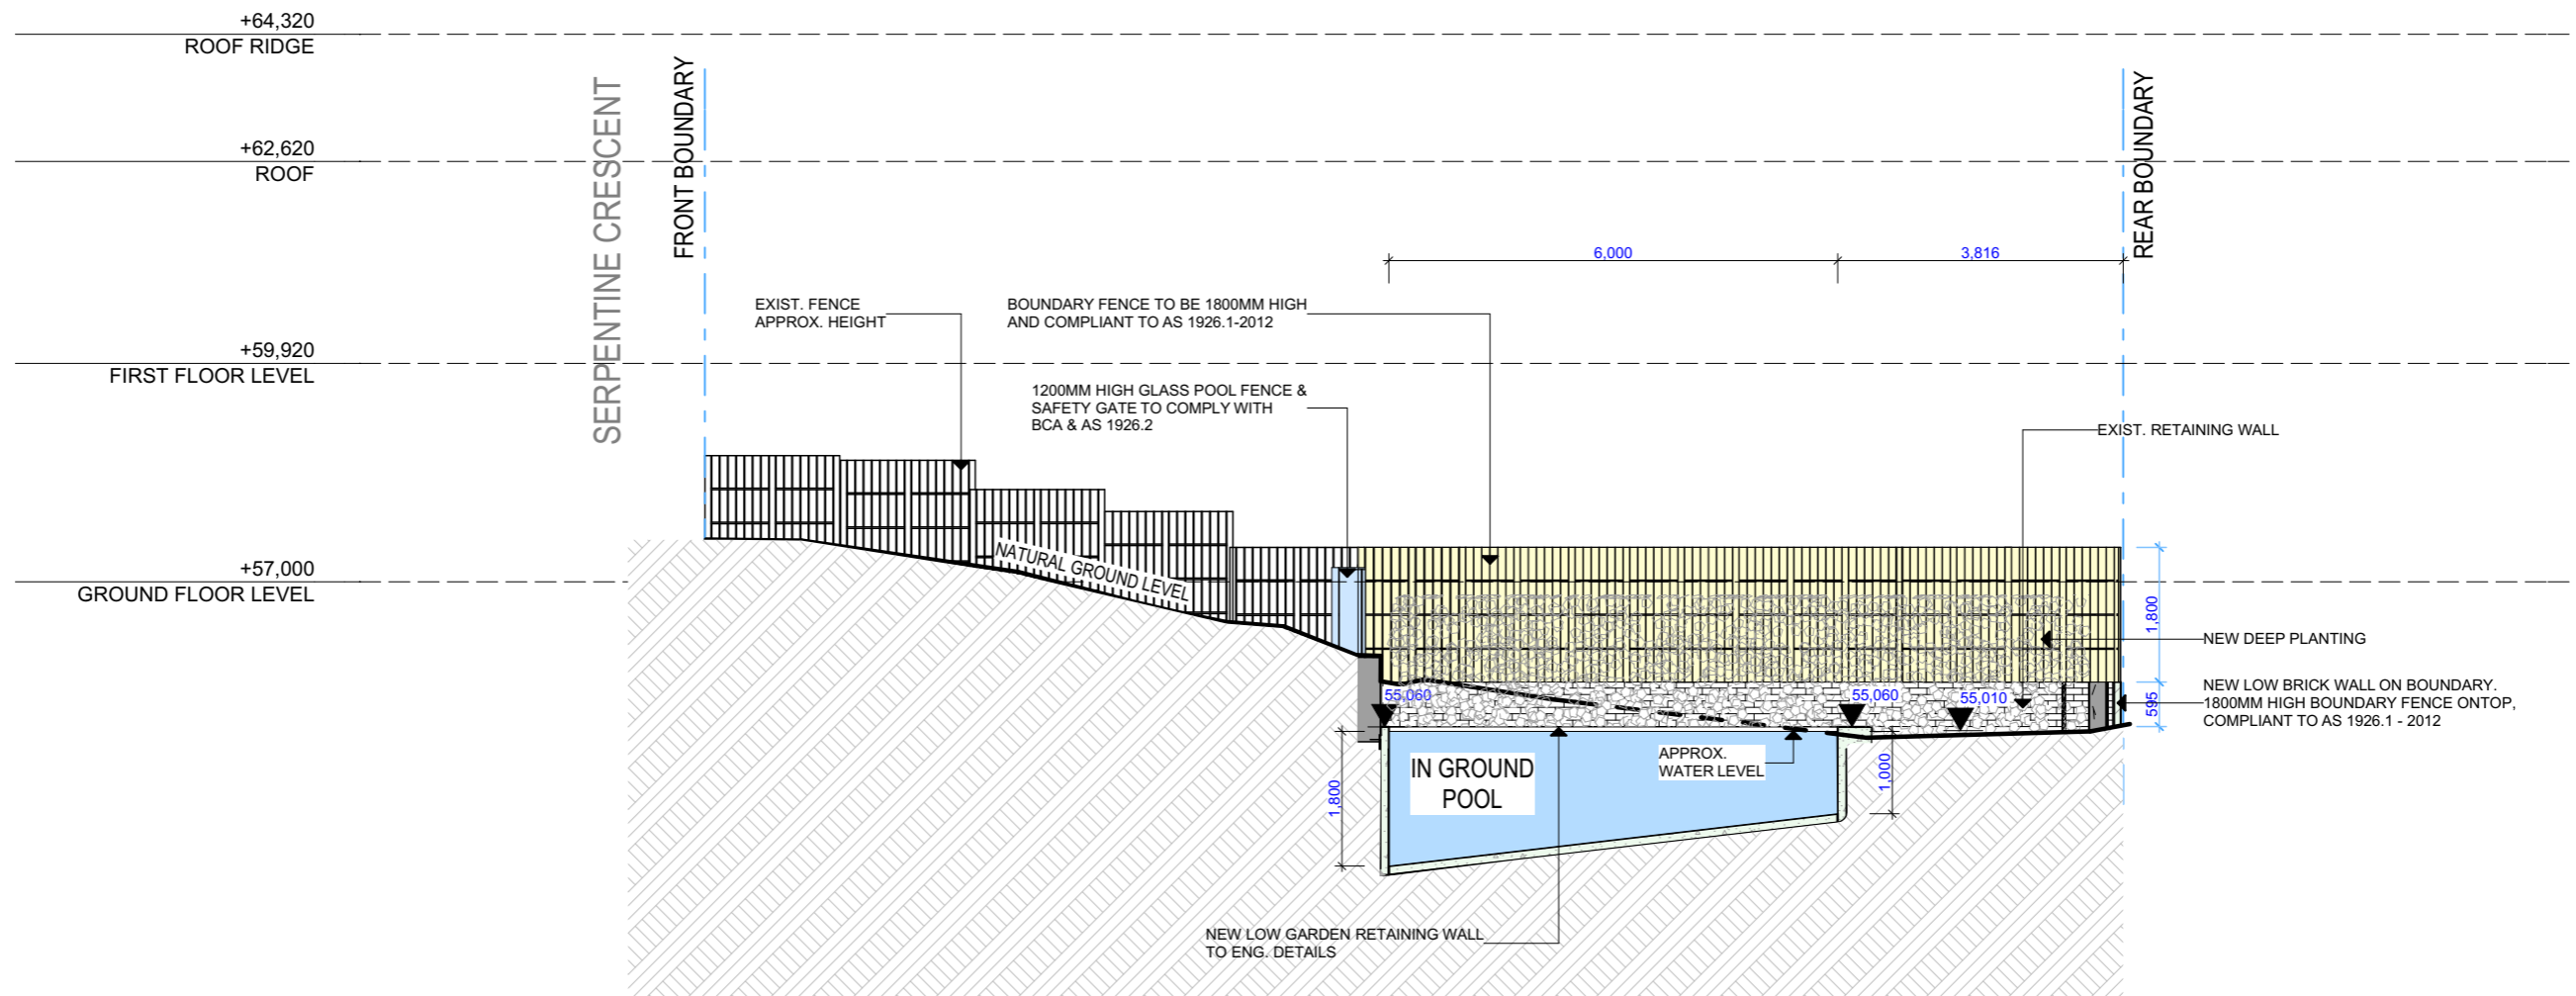 +64,320
ROOF RIDGE
+62,620
ROOF
+59,920
FIRST FLOOR LEVEL
+57,000
GROUND FLOOR LEVEL
SERPENTINE CRESCENT
FRONT BOUNDARY
REAR BOUNDARY
6,000
3,816
EXIST. FENCE
APPROX. HEIGHT
BOUNDARY FENCE TO BE 1800MM HIGH
AND COMPLIANT TO AS 1926.1-2012
1200MM HIGH GLASS POOL FENCE &
SAFETY GATE TO COMPLY WITH
BCA & AS 1926.2
EXIST. RETAINING WALL
NATURAL GROUND LEVEL
1,800
NEW DEEP PLANTING
595
NEW LOW BRICK WALL ON BOUNDARY.
1800MM HIGH BOUNDARY FENCE ONTOP,
COMPLIANT TO AS 1926.1 - 2012
55,060
55,060
55,010
IN GROUND
POOL
APPROX.
WATER LEVEL
1,800
1,000
NEW LOW GARDEN RETAINING WALL
TO ENG. DETAILS